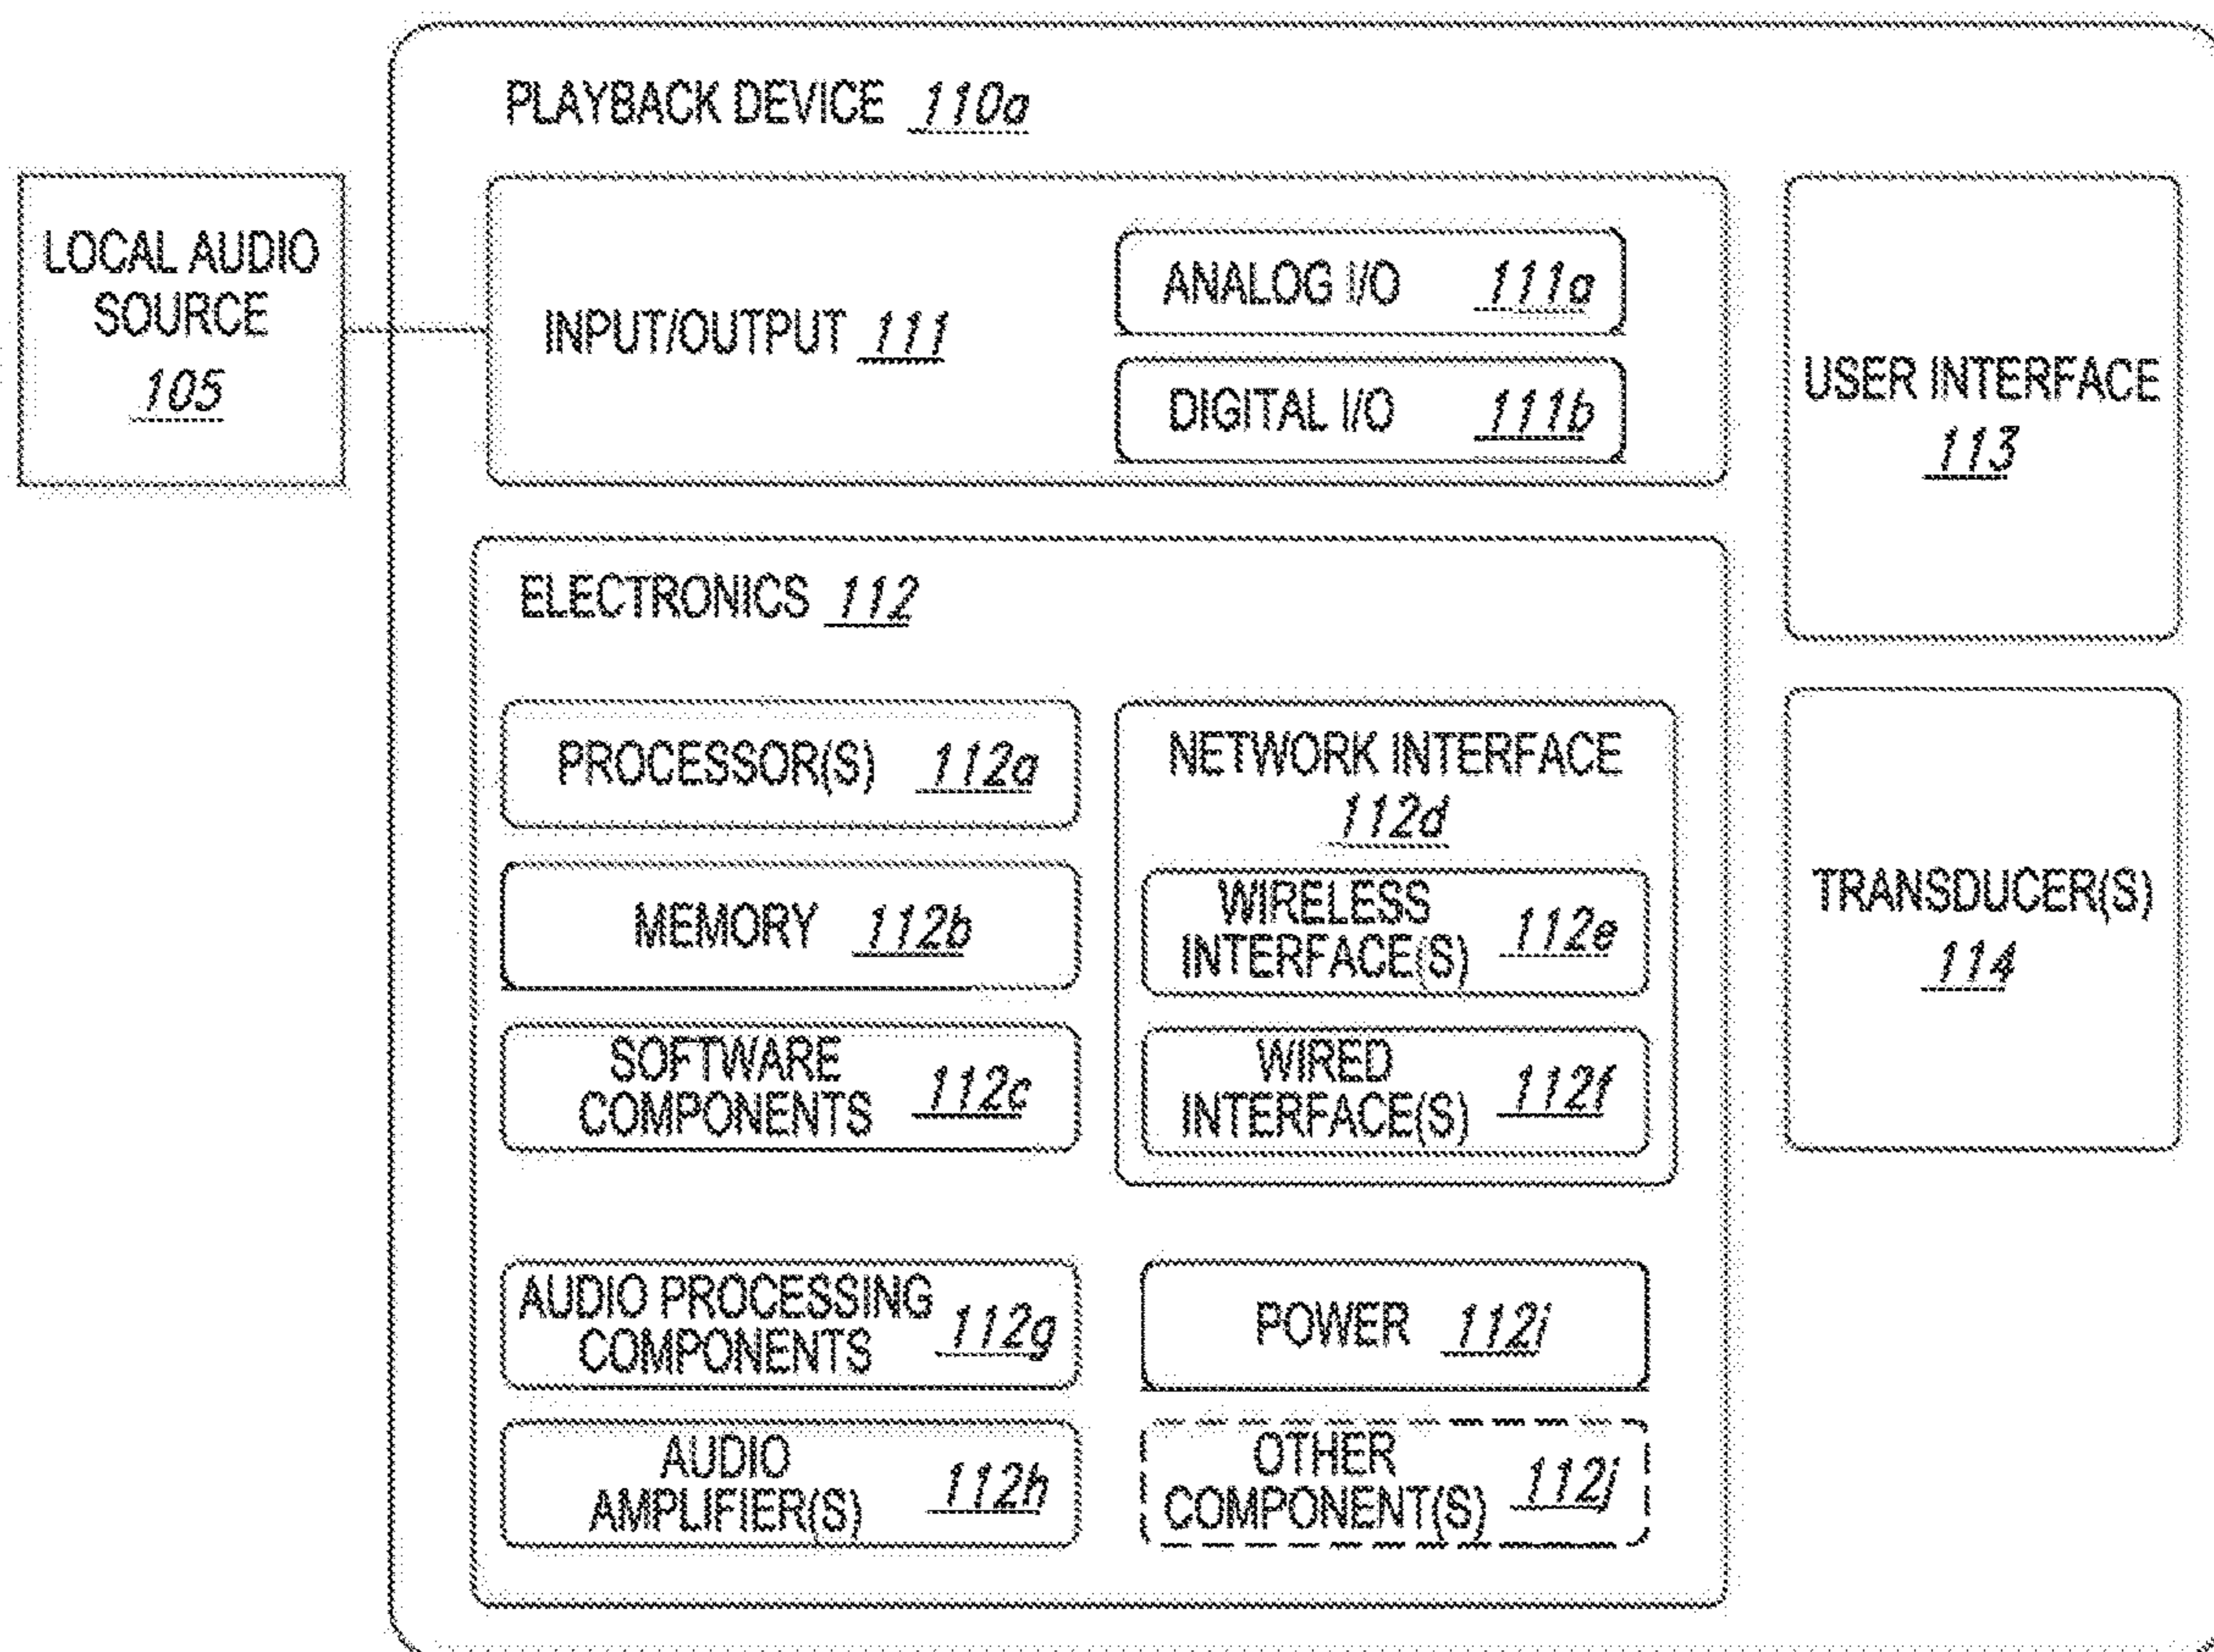 PLAYBACK DEVICE 110a
LOCAL AUDIO
SOURCE
105
INPUT/OUTPUT 111
ANALOG I/O 111a
DIGITAL I/O 111b
USER INTERFACE
113
ELECTRONICS 112
PROCESSOR(S) 112a
MEMORY 112b
SOFTWARE
COMPONENTS 112c
NETWORK INTERFACE
112d
WIRELESS
INTERFACE(S) 112e
WIRED
INTERFACE(S) 112f
TRANSDUCER(S)
114
AUDIO PROCESSING
COMPONENTS 112g
POWER 112i
AUDIO
AMPLIFIER(S) 112h
OTHER
COMPONENT(S) 112j